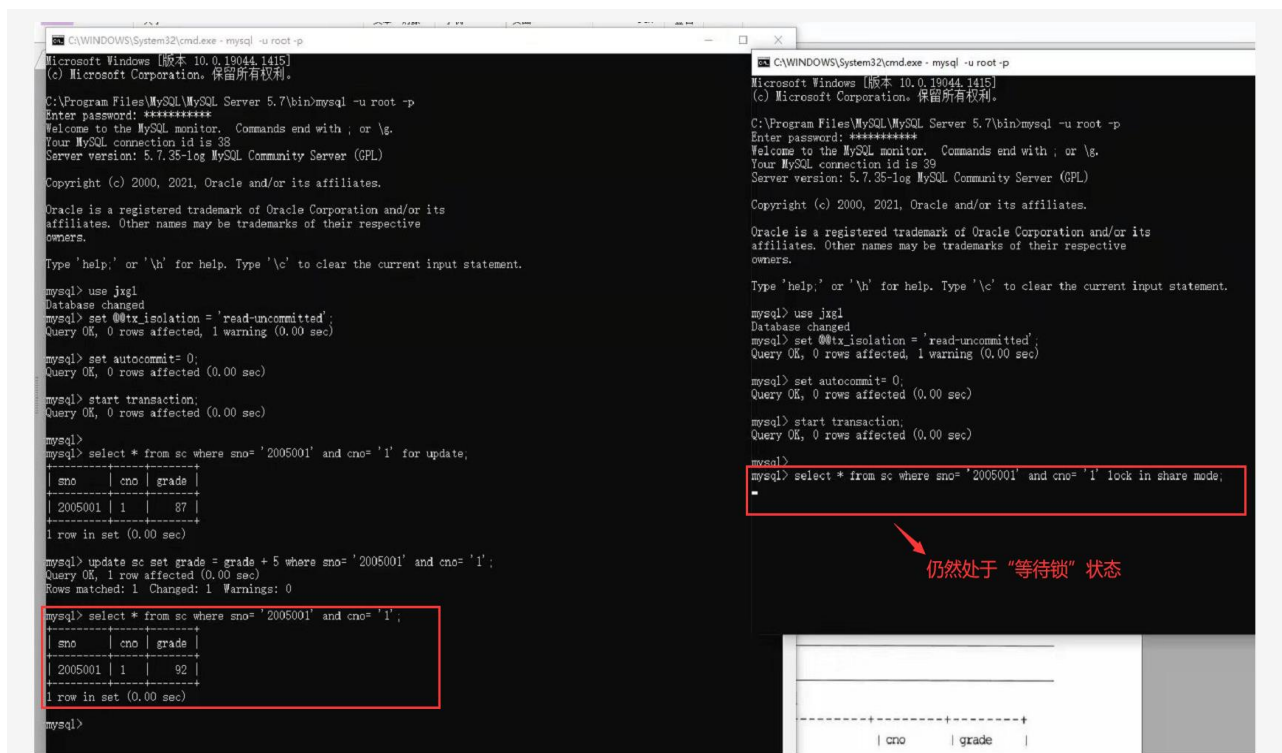 C:\WINDOWS\System32\cmd.exe - mysql -u root -p
Microsoft Windows [版本 10.0.19044.1415]
(c) Microsoft Corporation。保留所有权利。
C:\Program Files\MySQL\MySQL Server 5.7\bin>mysql -u root -p
Enter password: ***********
Welcome to the MySQL monitor.  Commands end with ; or \g.
Your MySQL connection id is 38
Server version: 5.7.35-log MySQL Community Server (GPL)
Copyright (c) 2000, 2021, Oracle and/or its affiliates.
Oracle is a registered trademark of Oracle Corporation and/or its
affiliates. Other names may be trademarks of their respective
owners.
Type 'help;' or '\h' for help. Type '\c' to clear the current input statement.
mysql> use jxgl
Database changed
mysql> set @@tx_isolation = 'read-uncommitted';
Query OK, 0 rows affected, 1 warning (0.00 sec)
mysql> set autocommit= 0;
Query OK, 0 rows affected (0.00 sec)
mysql> start transaction;
Query OK, 0 rows affected (0.00 sec)
mysql>
mysql> select * from sc where sno= '2005001' and cno= '1' for update;
+---------+-----+-------+
| sno     | cno | grade |
+---------+-----+-------+
| 2005001 | 1   |    87 |
+---------+-----+-------+
1 row in set (0.00 sec)
mysql> update sc set grade = grade + 5 where sno= '2005001' and cno= '1';
Query OK, 1 row affected (0.00 sec)
Rows matched: 1  Changed: 1  Warnings: 0
mysql> select * from sc where sno= '2005001' and cno= '1';
+---------+-----+-------+
| sno     | cno | grade |
+---------+-----+-------+
| 2005001 | 1   |    92 |
+---------+-----+-------+
1 row in set (0.00 sec)
mysql>
C:\WINDOWS\System32\cmd.exe - mysql -u root -p
Microsoft Windows [版本 10.0.19044.1415]
(c) Microsoft Corporation。保留所有权利。
C:\Program Files\MySQL\MySQL Server 5.7\bin>mysql -u root -p
Enter password: ***********
Welcome to the MySQL monitor.  Commands end with ; or \g.
Your MySQL connection id is 39
Server version: 5.7.35-log MySQL Community Server (GPL)
Copyright (c) 2000, 2021, Oracle and/or its affiliates.
Oracle is a registered trademark of Oracle Corporation and/or its
affiliates. Other names may be trademarks of their respective
owners.
Type 'help;' or '\h' for help. Type '\c' to clear the current input statement.
mysql> use jxgl
Database changed
mysql> set @@tx_isolation = 'read-uncommitted';
Query OK, 0 rows affected, 1 warning (0.00 sec)
mysql> set autocommit= 0;
Query OK, 0 rows affected (0.00 sec)
mysql> start transaction;
Query OK, 0 rows affected (0.00 sec)
mysql>
mysql> select * from sc where sno= '2005001' and cno= '1' lock in share mode;
仍然处于“等待锁”状态
| cno | grade |